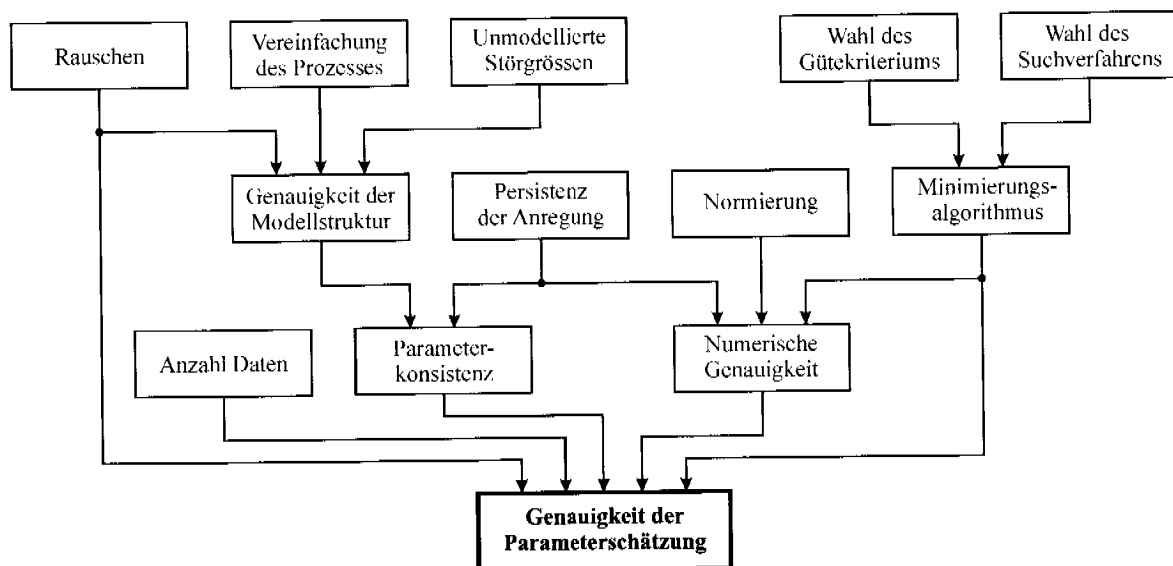 Rauschen
Vereinfachung
des Prozesses
Unmodellierte
Störgrössen
Wahl des
Gütekriteriums
Wahl des
Suchverfahrens
Genauigkeit der
Modellstruktur
Persistenz
der Anregung
Normierung
Minimierungs-
algorithmus
Anzahl Daten
Parameter-
konsistenz
Numerische
Genauigkeit
Genauigkeit der
Parameterschätzung